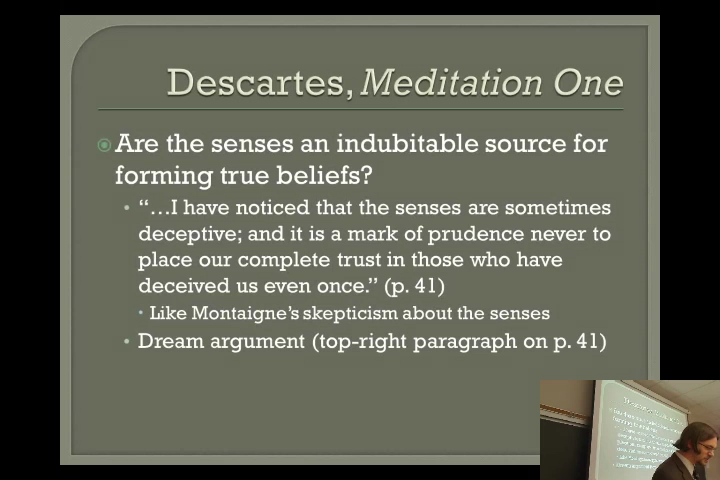 Descartes, Meditation One
Are the senses an indubitable source for
forming true beliefs?
“…I have noticed that the senses are sometimes
deceptive; and it is a mark of prudence never to
place our complete trust in those who have
deceived us even once.” (p. 41)
Like Montaigne’s skepticism about the senses
Dream argument (top-right paragraph on p. 41)